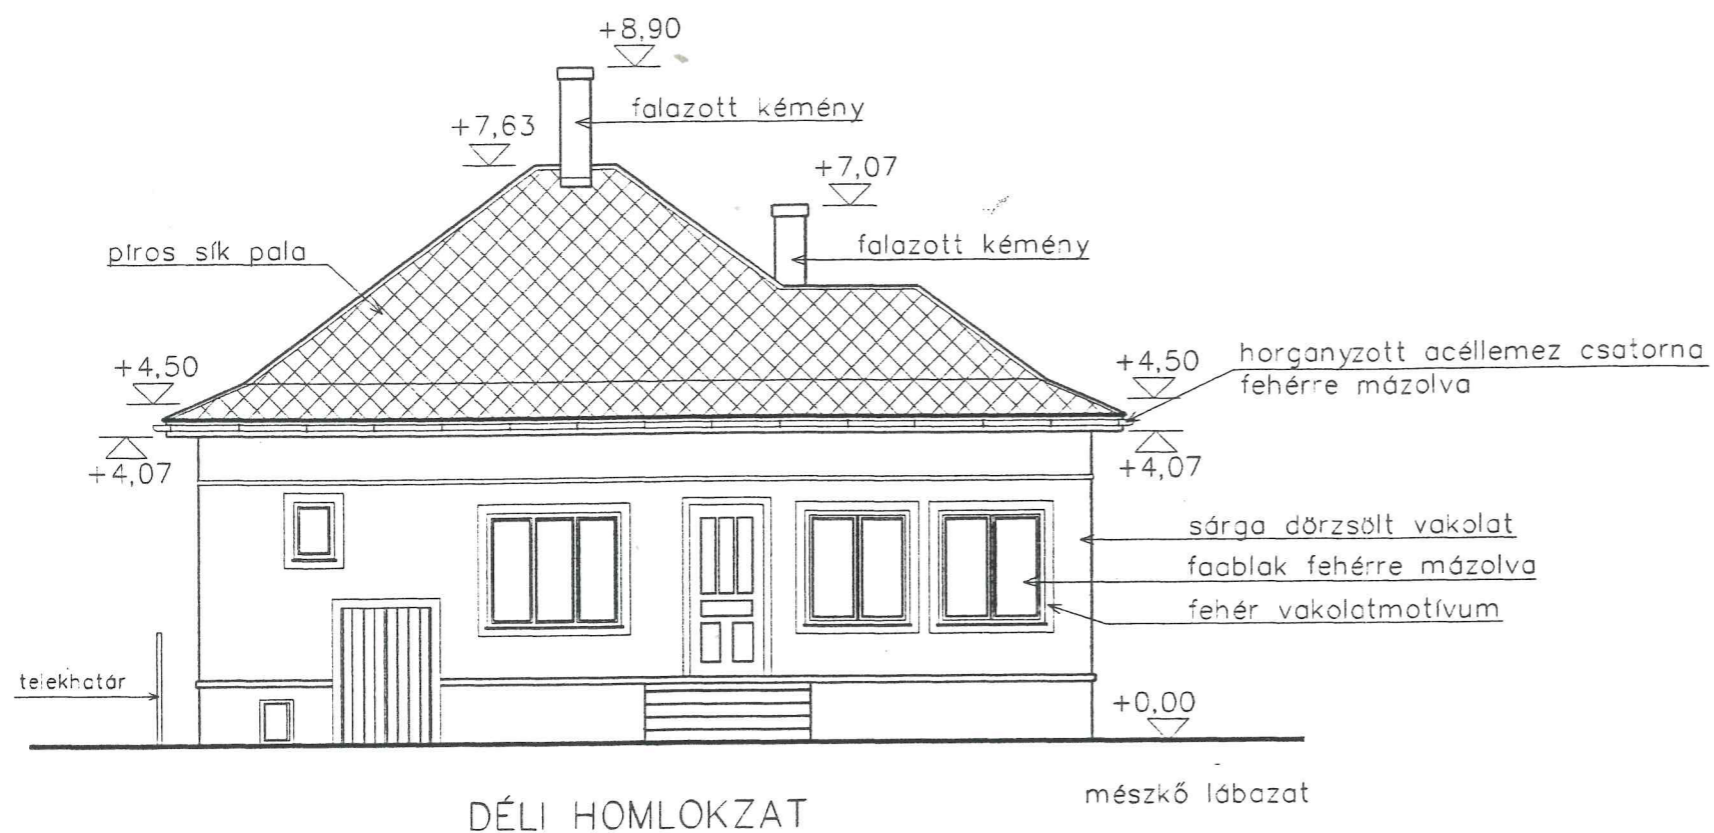 +8,90
falazott kémény
+7,63
+7,07
falazott kémény
piros sík pala
+4,50
+4,50
horganyzott acéllemez csatorna
fehérre mázolva
+4,07
+4,07
sárga dörzsölt vakolat
faablak fehérre mázolva
fehér vakolatmotívum
telekhatár
+0,00
mészkő lábazat
DÉLI HOMLOKZAT